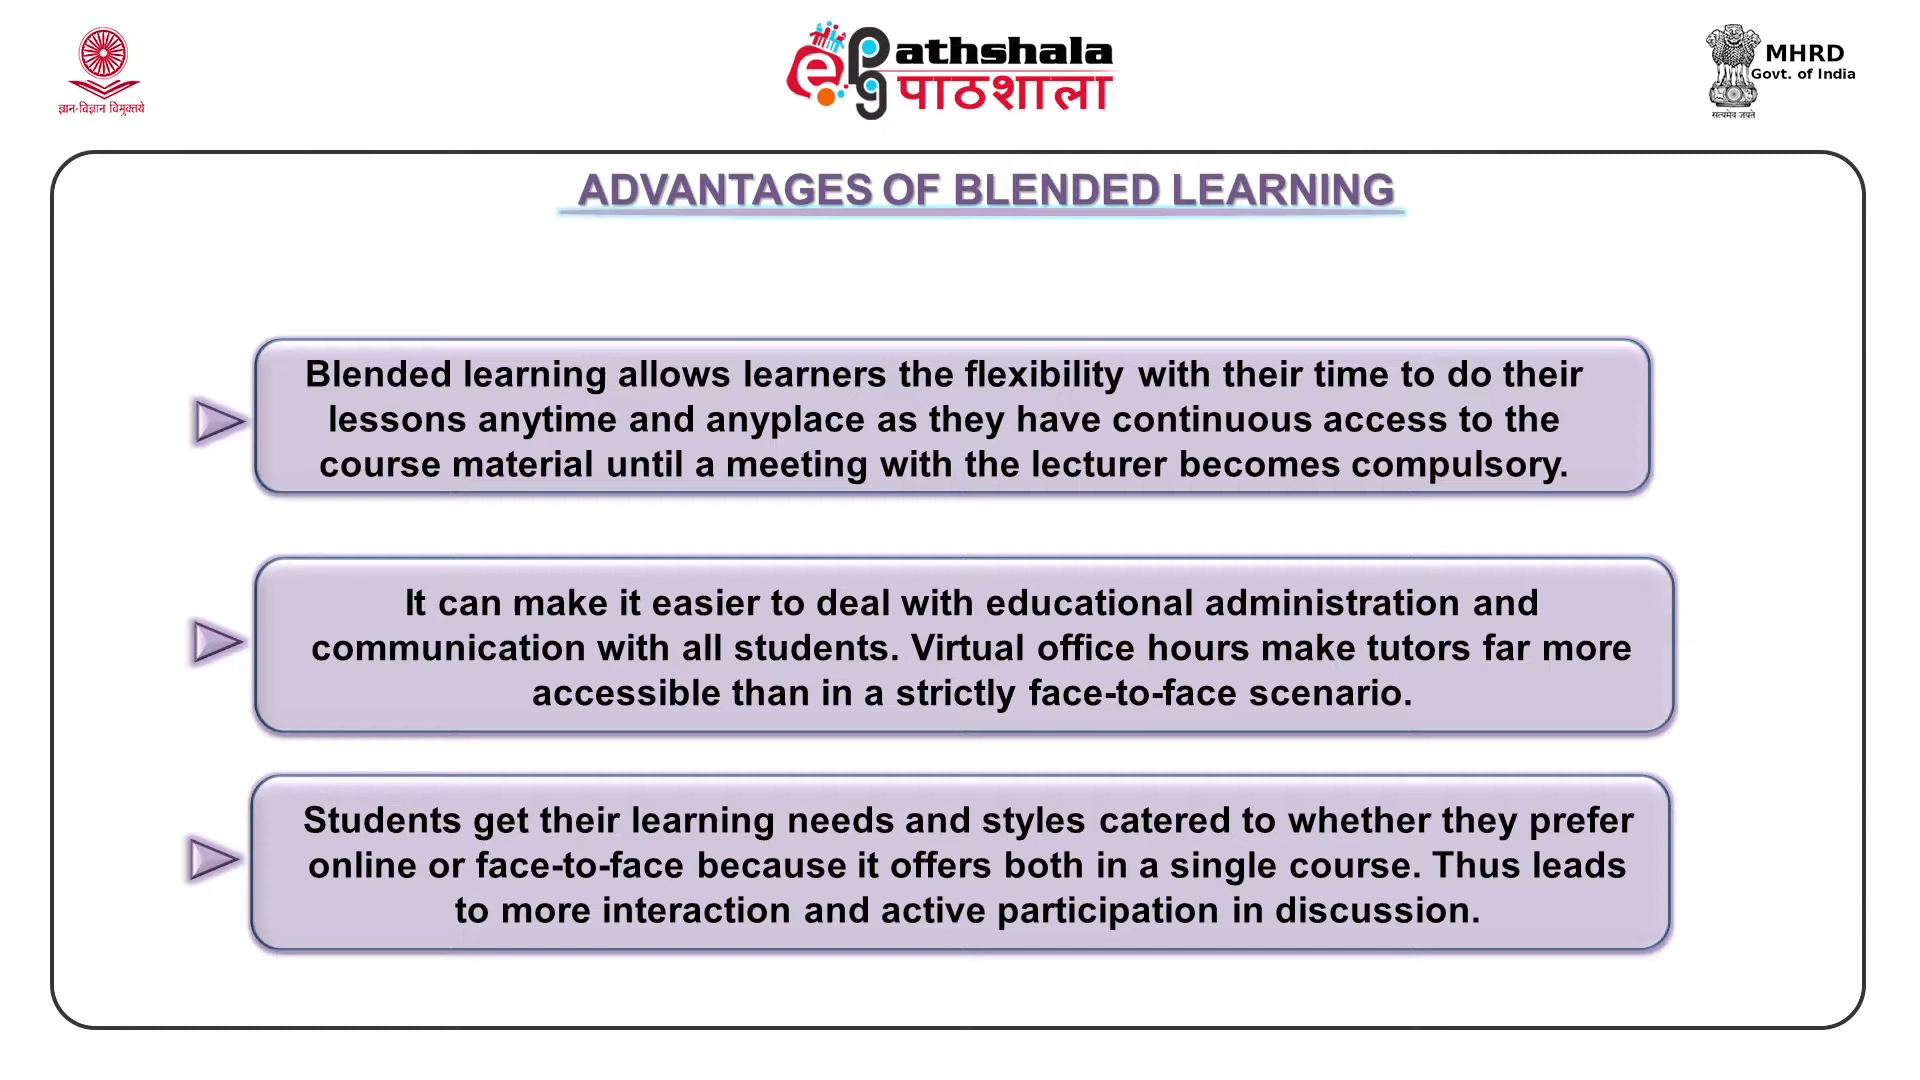 ज्ञान-विज्ञान विमुक्तये
ePG athshala
पाठशाला
MHRD
Govt. of India
सत्यमेव जयते
ADVANTAGES OF BLENDED LEARNING
Blended learning allows learners the flexibility with their time to do their
lessons anytime and anyplace as they have continuous access to the
course material until a meeting with the lecturer becomes compulsory.
It can make it easier to deal with educational administration and
communication with all students. Virtual office hours make tutors far more
accessible than in a strictly face-to-face scenario.
Students get their learning needs and styles catered to whether they prefer
online or face-to-face because it offers both in a single course. Thus leads
to more interaction and active participation in discussion.